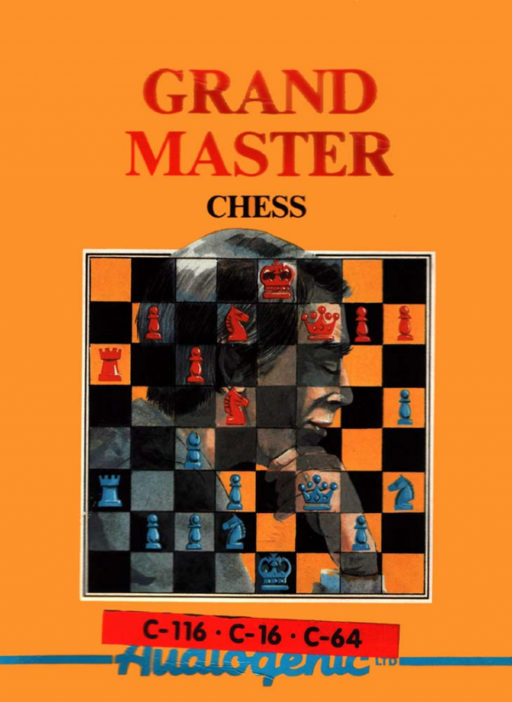 GRAND
MASTER
CHESS
C-116 · C-16 · C-64
Audiogenic LTD